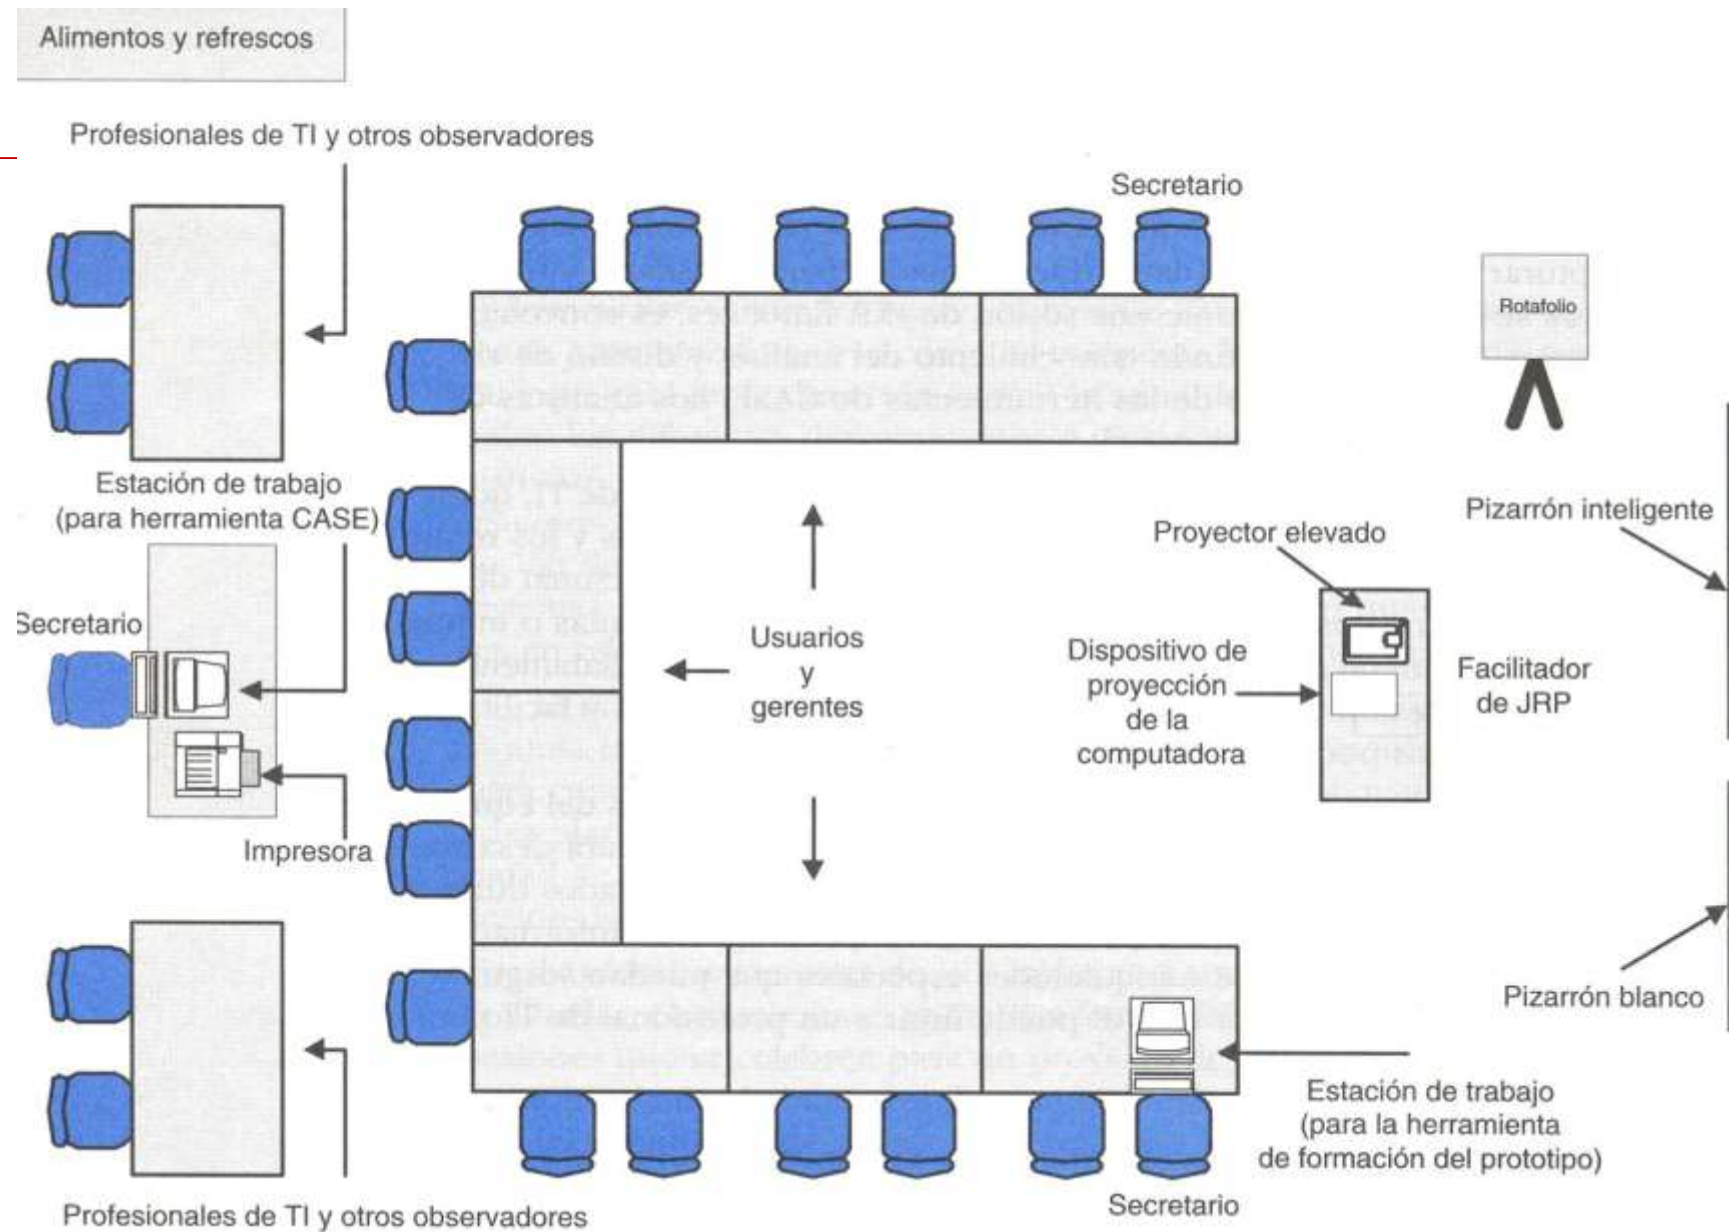 Alimentos y refrescos
Profesionales de TI y otros observadores
Secretario
Rotafolio
Estación de trabajo
(para herramienta CASE)
Pizarrón inteligente
Proyector elevado
Secretario
Usuarios
y
gerentes
Dispositivo de
proyección
de la
computadora
Facilitador
de JRP
Impresora
Pizarrón blanco
Estación de trabajo
(para la herramienta
de formación del prototipo)
Secretario
Profesionales de TI y otros observadores